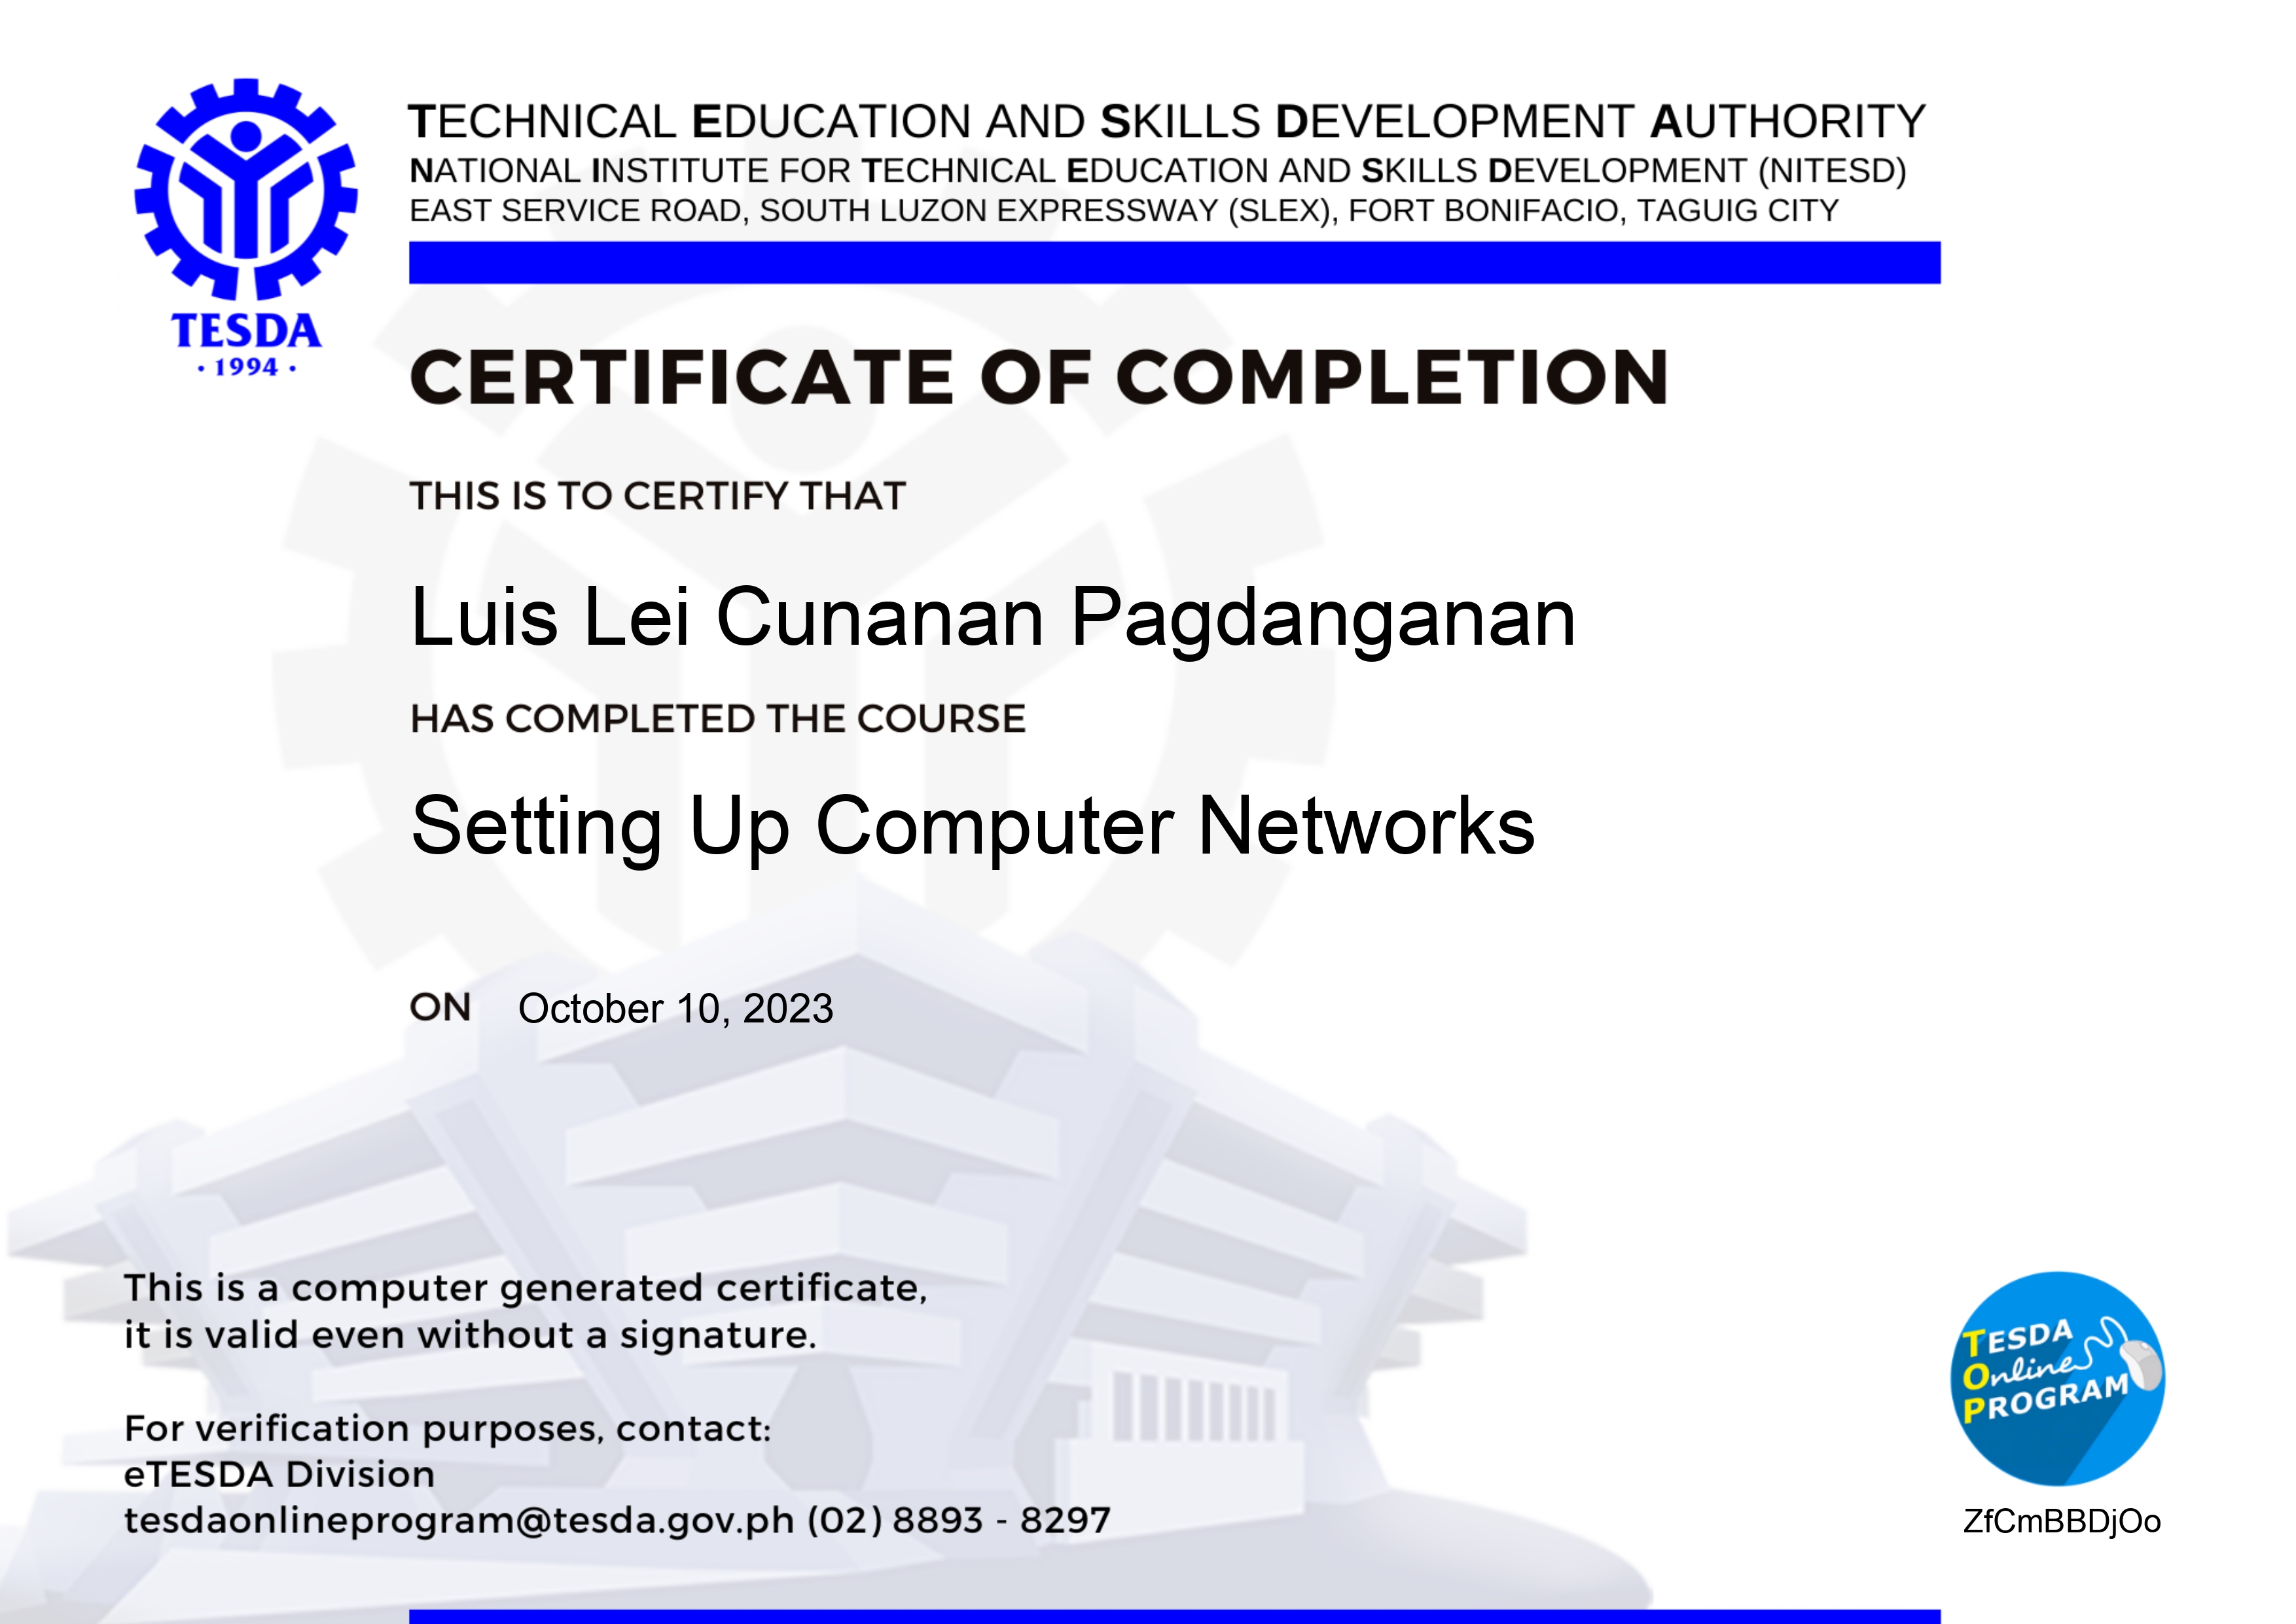 TECHNICAL EDUCATION AND SKILLS DEVELOPMENT AUTHORITY
NATIONAL INSTITUTE FOR TECHNICAL EDUCATION AND SKILLS DEVELOPMENT (NITESD)
EAST SERVICE ROAD, SOUTH LUZON EXPRESSWAY (SLEX), FORT BONIFACIO, TAGUIG CITY
TESDA
· 1994 ·
CERTIFICATE OF COMPLETION
THIS IS TO CERTIFY THAT
Luis Lei Cunanan Pagdanganan
HAS COMPLETED THE COURSE
Setting Up Computer Networks
ON October 10, 2023
This is a computer generated certificate,
it is valid even without a signature.
For verification purposes, contact:
eTESDA Division
tesdaonlineprogram@tesda.gov.ph (02) 8893 - 8297
TESDA
Online
PROGRAM
ZfCmBBDjOo